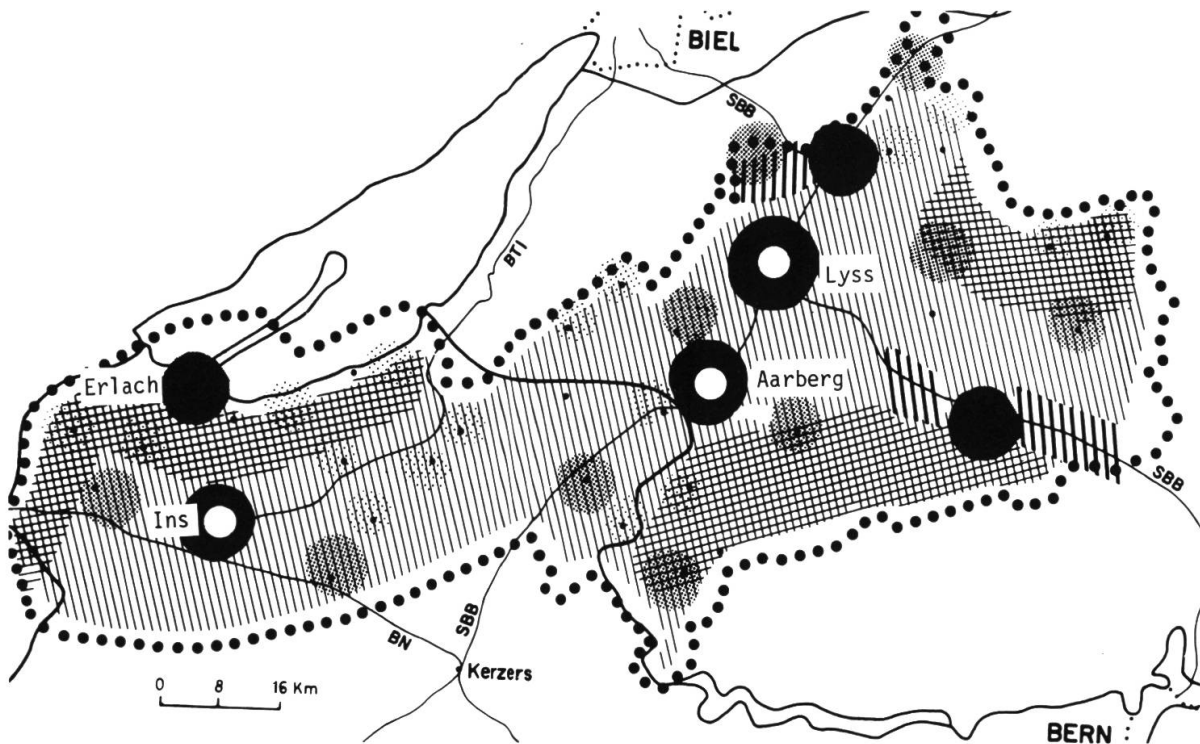 BIEL
SBB
BTI
Lyss
Erlach
Aarberg
Ins
SBB
SBB
BN
Kerzers
0 8 16 Km
BERN